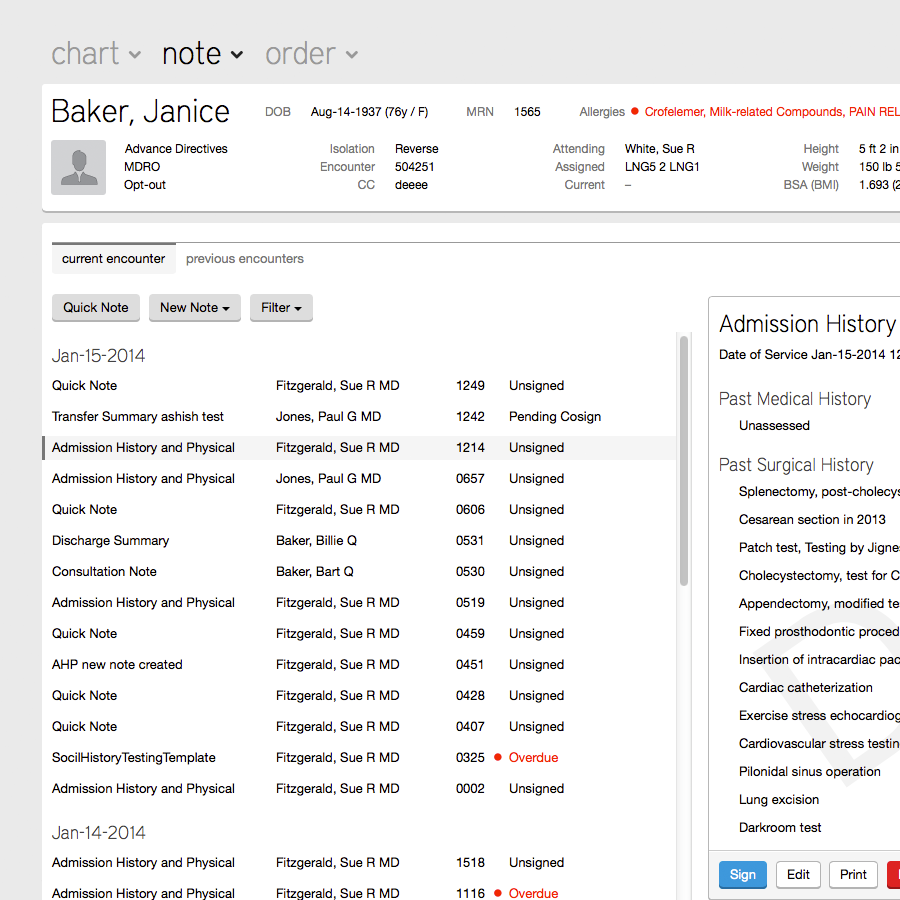 chart note order
Baker, Janice DOB Aug-14-1937 (76y / F) MRN 1565 Allergies Crofelemer, Milk-related Compounds, PAIN REL
Advance Directives Isolation Reverse Attending White, Sue R Height 5 ft 2 in
MDRO Encounter 504251 Assigned LNG5 2 LNG1 Weight 150 lb 5
Opt-out CC deeee Current – BSA (BMI) 1.693 (2
current encounter previous encounters
Quick Note New Note Filter
Jan-15-2014
Quick Note Fitzgerald, Sue R MD 1249 Unsigned
Transfer Summary ashish test Jones, Paul G MD 1242 Pending Cosign
Admission History and Physical Fitzgerald, Sue R MD 1214 Unsigned
Admission History and Physical Jones, Paul G MD 0657 Unsigned
Quick Note Fitzgerald, Sue R MD 0606 Unsigned
Discharge Summary Baker, Billie Q 0531 Unsigned
Consultation Note Baker, Bart Q 0530 Unsigned
Admission History and Physical Fitzgerald, Sue R MD 0519 Unsigned
Quick Note Fitzgerald, Sue R MD 0459 Unsigned
AHP new note created Fitzgerald, Sue R MD 0451 Unsigned
Quick Note Fitzgerald, Sue R MD 0428 Unsigned
Quick Note Fitzgerald, Sue R MD 0407 Unsigned
SocilHistoryTestingTemplate Fitzgerald, Sue R MD 0325 Overdue
Admission History and Physical Fitzgerald, Sue R MD 0002 Unsigned
Jan-14-2014
Admission History and Physical Fitzgerald, Sue R MD 1518 Unsigned
Admission History and Physical Fitzgerald, Sue R MD 1116 Overdue
Admission History
Date of Service Jan-15-2014 12
Past Medical History
Unassessed
Past Surgical History
Splenectomy, post-cholecys
Cesarean section in 2013
Patch test, Testing by Jignes
Cholecystectomy, test for C
Appendectomy, modified te
Fixed prosthodontic proced
Insertion of intracardiac pac
Cardiac catheterization
Exercise stress echocardiog
Cardiovascular stress testin
Pilonidal sinus operation
Lung excision
Darkroom test
Sign Edit Print